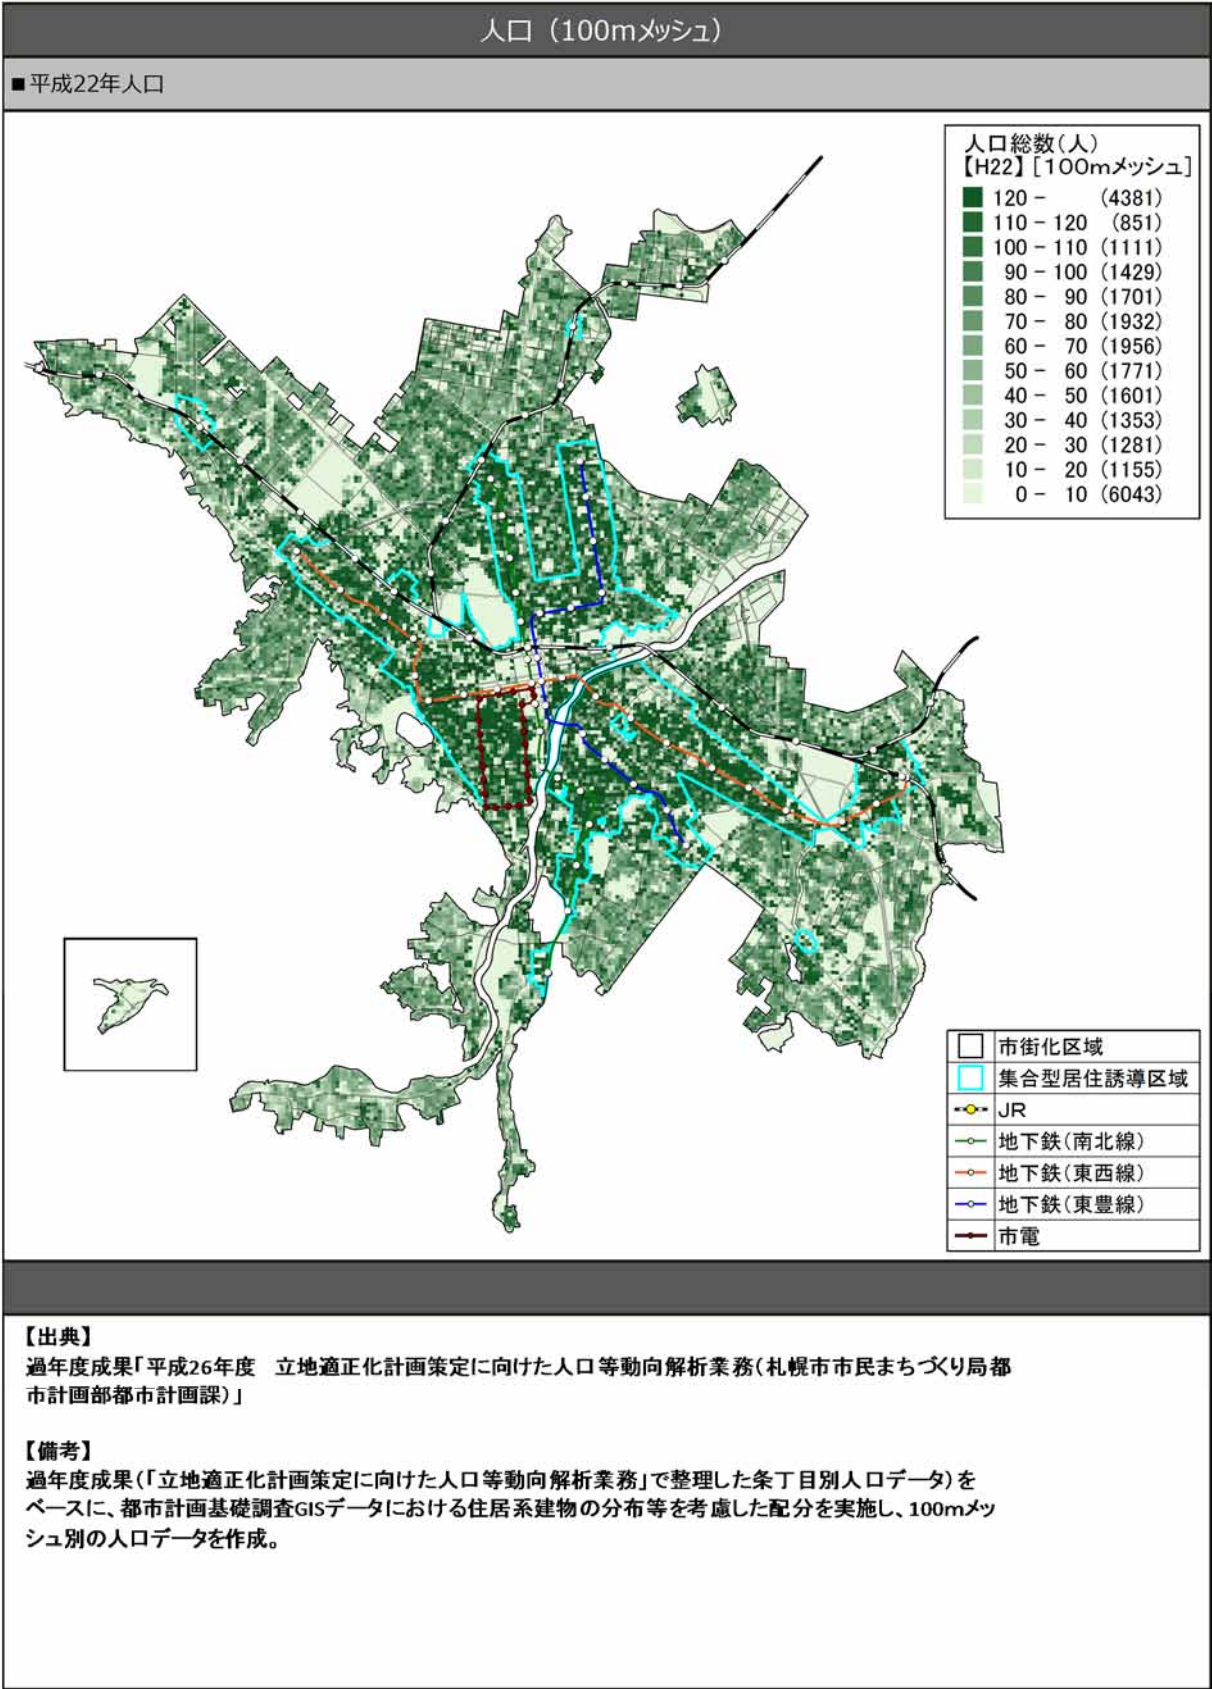 人口（100mメッシュ）
■平成22年人口
人口総数(人)
【H22】[100mメッシュ]
120 - (4381)
110 - 120 (851)
100 - 110 (1111)
90 - 100 (1429)
80 - 90 (1701)
70 - 80 (1932)
60 - 70 (1956)
50 - 60 (1771)
40 - 50 (1601)
30 - 40 (1353)
20 - 30 (1281)
10 - 20 (1155)
0 - 10 (6043)
市街化区域
集合型居住誘導区域
JR
地下鉄(南北線)
地下鉄(東西線)
地下鉄(東豊線)
市電
【出典】
過年度成果「平成26年度　立地適正化計画策定に向けた人口等動向解析業務(札幌市市民まちづくり局都
市計画部都市計画課)」
【備考】
過年度成果(「立地適正化計画策定に向けた人口等動向解析業務」で整理した条丁目別人口データ)を
ベースに、都市計画基礎調査GISデータにおける住居系建物の分布等を考慮した配分を実施し、100mメッ
シュ別の人口データを作成。